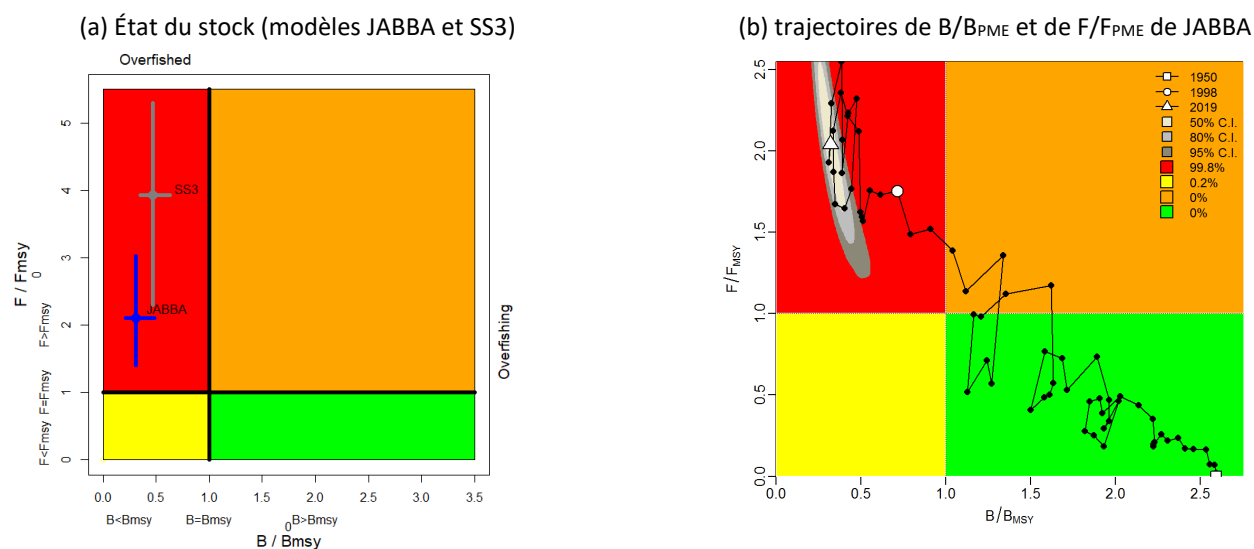 (a) État du stock (modèles JABBA et SS3)
Overfished
5
4
3
2
1
0
F / Fmsy
0
F>Fmsy
F=Fmsy
F<Fmsy
SS3
JABBA
Overfishing
0.0 0.5 1.0 1.5 2.0 2.5 3.0 3.5
B<Bmsy B=Bmsy 0 B>Bmsy
B / Bmsy
(b) trajectoires de B/BPME et de F/FPME de JABBA
2.5
2.0
1.5
1.0
0.5
0.0
F/FMSY
1950
1998
2019
50% C.I.
80% C.I.
95% C.I.
99.8%
0.2%
0%
0%
0.0 0.5 1.0 1.5 2.0 2.5
B/BMSY